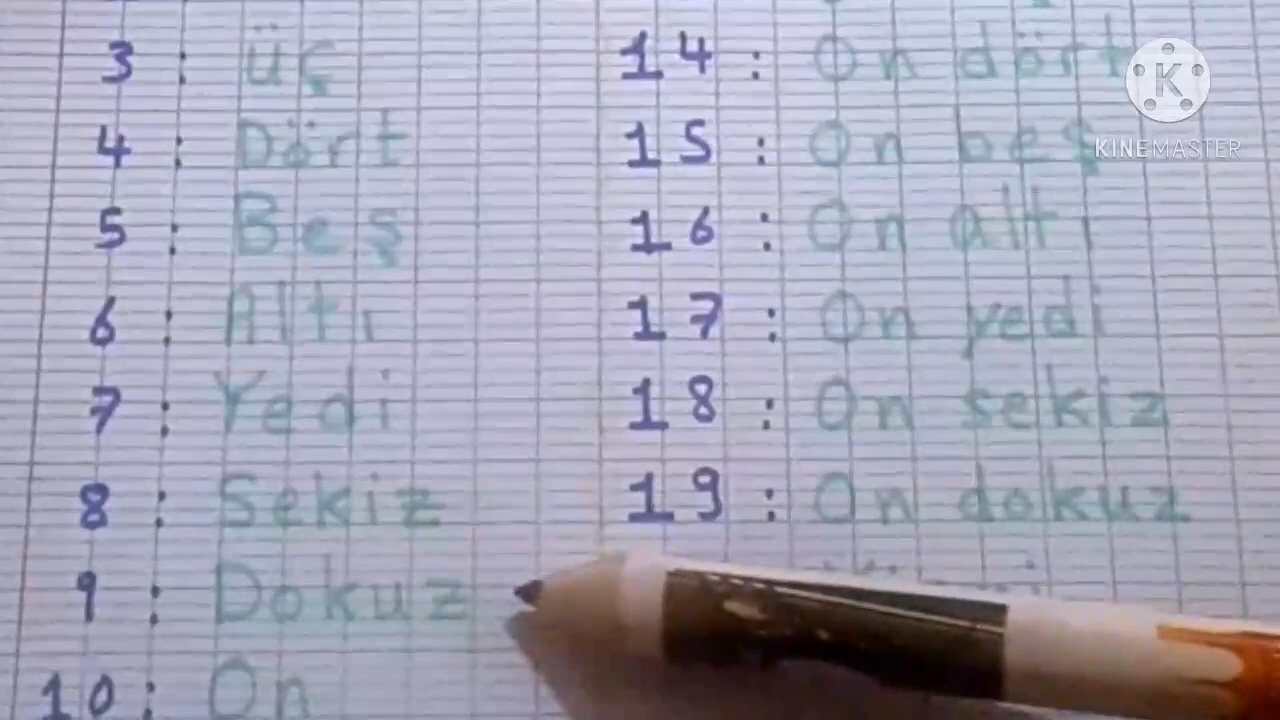 3 : üç
4 : Dört
5 : Beş
6 : Altı
7 : Yedi
8 : Sekiz
9 : Dokuz
10 : On
14 : On dört
15 : On beş
16 : On altı
17 : On yedi
18 : On sekiz
19 : On dokuz
K
KINEMASTER